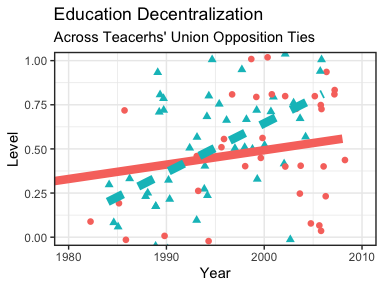 Education Decentralization
Across Teacerhs' Union Opposition Ties
1.00
0.75
0.50
0.25
0.00
Level
1980 1990 2000 2010
Year